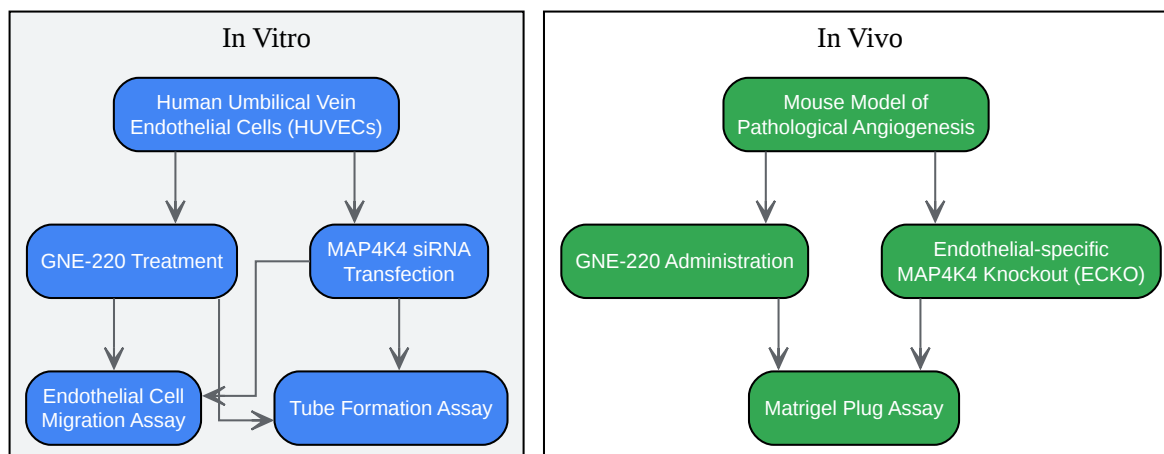 In Vitro
Human Umbilical Vein
Endothelial Cells (HUVECs)
GNE-220 Treatment
MAP4K4 siRNA
Transfection
Endothelial Cell
Migration Assay
Tube Formation Assay
In Vivo
Mouse Model of
Pathological Angiogenesis
GNE-220 Administration
Endothelial-specific
MAP4K4 Knockout (ECKO)
Matrigel Plug Assay